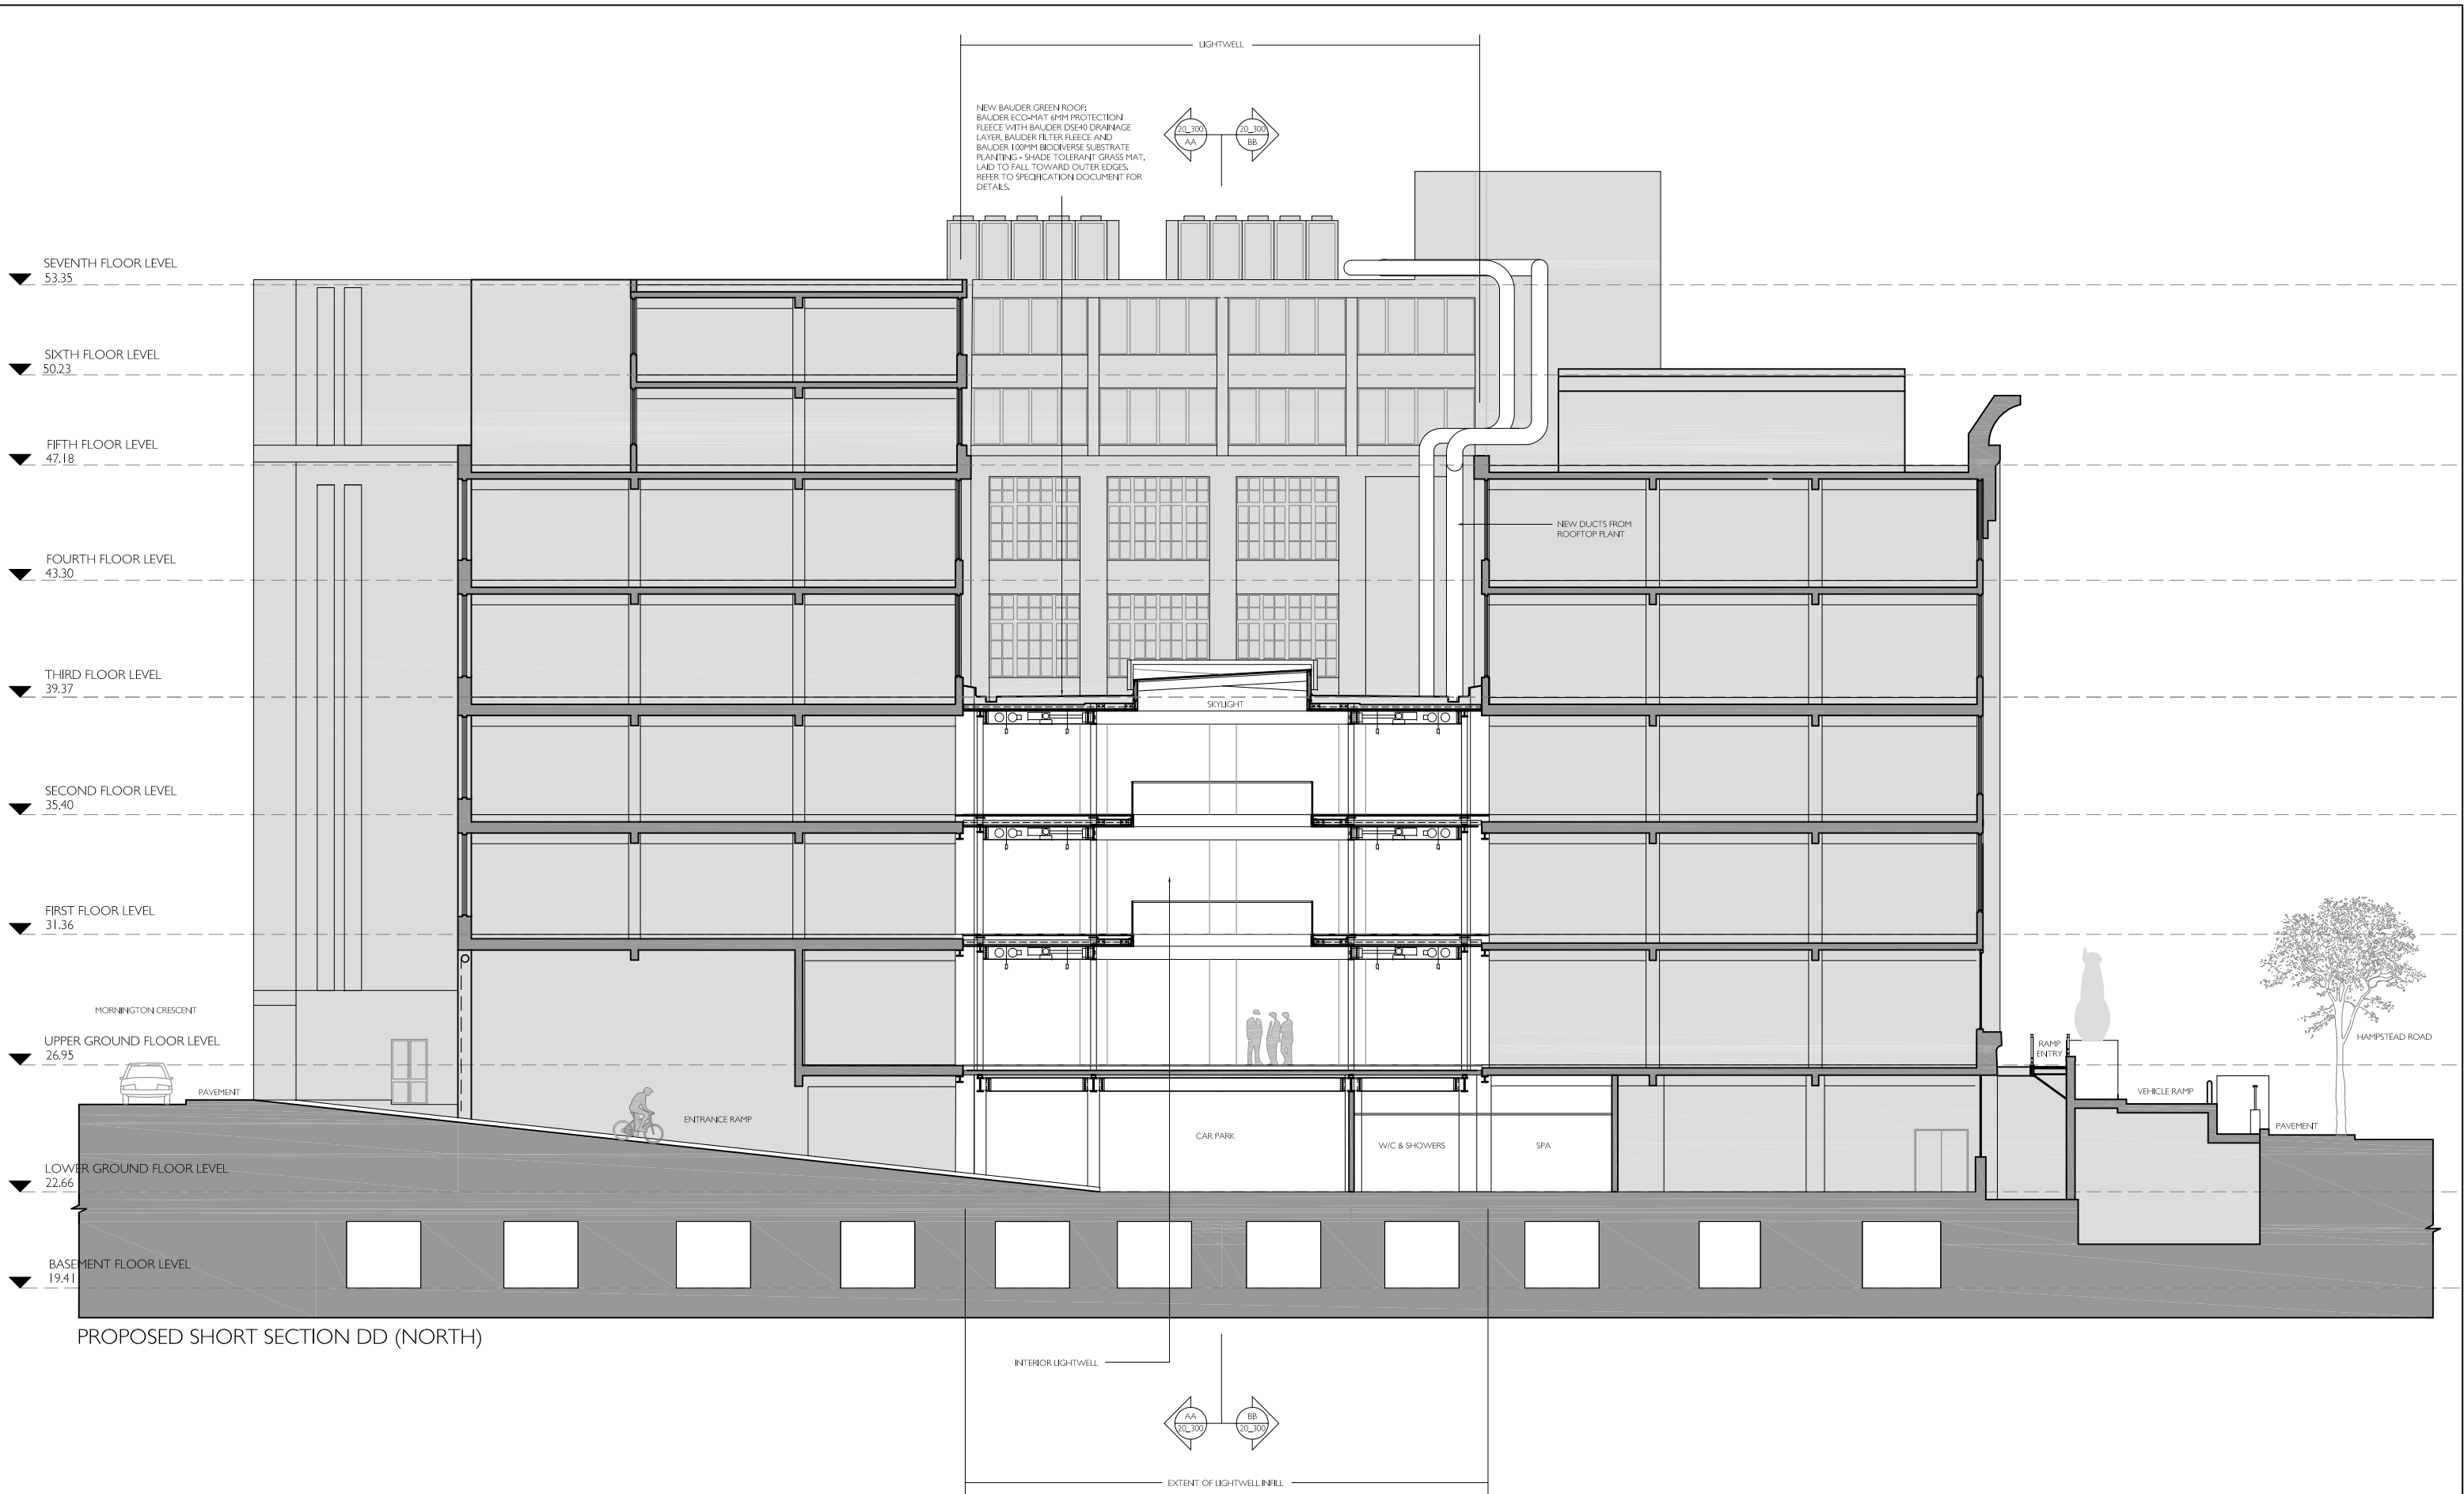 LIGHTWELL
NEW BAUDER GREEN ROOF:
BAUDER ECO-MAT 6MM PROTECTION
FLEECE WITH BAUDER DSE40 DRAINAGE
LAYER, BAUDER FILTER FLEECE AND
BAUDER 100MM BIODIVERSE SUBSTRATE
PLANTING - SHADE TOLERANT GRASS MAT,
LAID TO FALL TOWARD OUTER EDGES.
REFER TO SPECIFICATION DOCUMENT FOR
DETAILS.
20_300
AA
20_300
BB
SEVENTH FLOOR LEVEL
53.35
SIXTH FLOOR LEVEL
50.23
FIFTH FLOOR LEVEL
47.18
NEW DUCTS FROM
ROOFTOP PLANT
FOURTH FLOOR LEVEL
43.30
THIRD FLOOR LEVEL
39.37
SKYLIGHT
SECOND FLOOR LEVEL
35.40
FIRST FLOOR LEVEL
31.36
MORNINGTON CRESCENT
UPPER GROUND FLOOR LEVEL
26.95
RAMP
ENTRY
HAMPSTEAD ROAD
PAVEMENT
ENTRANCE RAMP
CAR PARK
W/C & SHOWERS
SPA
VEHICLE RAMP
PAVEMENT
LOWER GROUND FLOOR LEVEL
22.66
BASEMENT FLOOR LEVEL
19.41
PROPOSED SHORT SECTION DD (NORTH)
INTERIOR LIGHTWELL
AA
20_300
BB
20_300
EXTENT OF LIGHTWELL INFILL